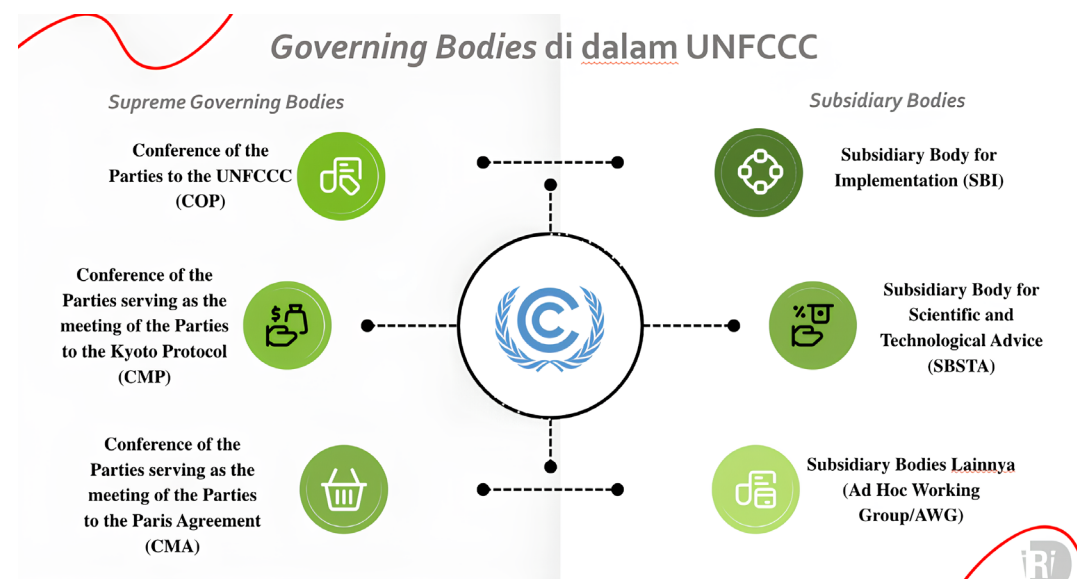 Governing Bodies di dalam UNFCCC
Supreme Governing Bodies
Conference of the
Parties to the UNFCCC
(COP)
Conference of the
Parties serving as the
meeting of the Parties
to the Kyoto Protocol
(CMP)
Conference of the
Parties serving as the
meeting of the Parties
to the Paris Agreement
(CMA)
Subsidiary Bodies
Subsidiary Body for
Implementation (SBI)
Subsidiary Body for
Scientific and
Technological Advice
(SBSTA)
Subsidiary Bodies Lainnya
(Ad Hoc Working
Group/AWG)